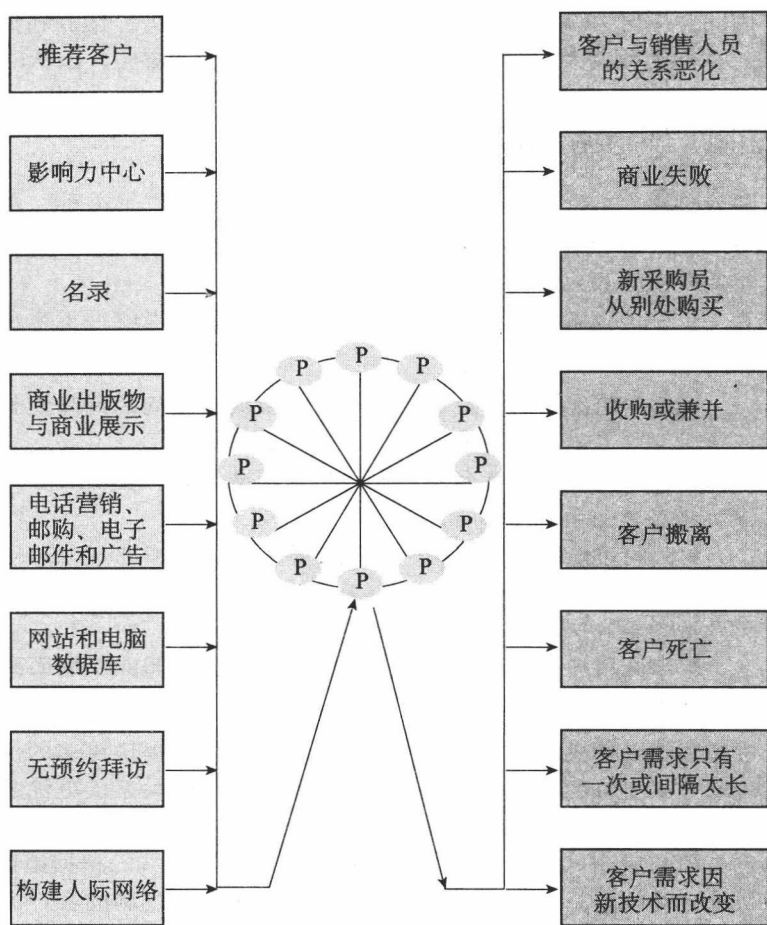 推荐客户
影响力中心
名录
商业出版物
与商业展示
电话营销、
邮购、电子
邮件和广告
网站和电脑
数据库
无预约拜访
构建人际网络
P
P
P
P
P
P
P
P
P
P
P
P
客户与销售人员
的关系恶化
商业失败
新采购员
从别处购买
收购或兼并
客户搬离
客户死亡
客户需求只有
一次或间隔太长
客户需求因
新技术而改变